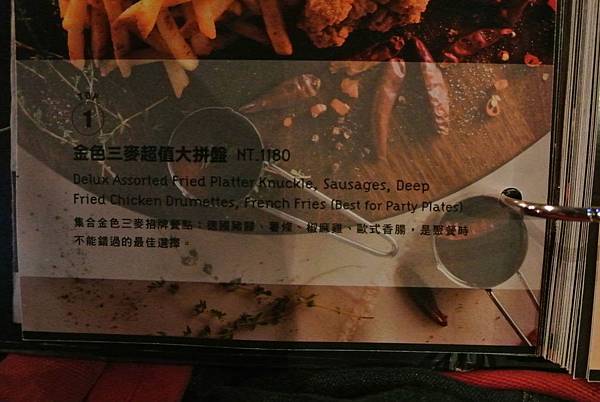 1
金色三麥超值大拼盤 NT.1180
Delux Assorted Fried Platter Knuckle, Sausages, Deep
Fried Chicken Drumettes, French Fries (Best for Party Plates)
集合金色三麥招牌餐點：德國豬腳、薯條、椒麻雞、歐式香腸，是聚餐時
不能錯過的最佳選擇。